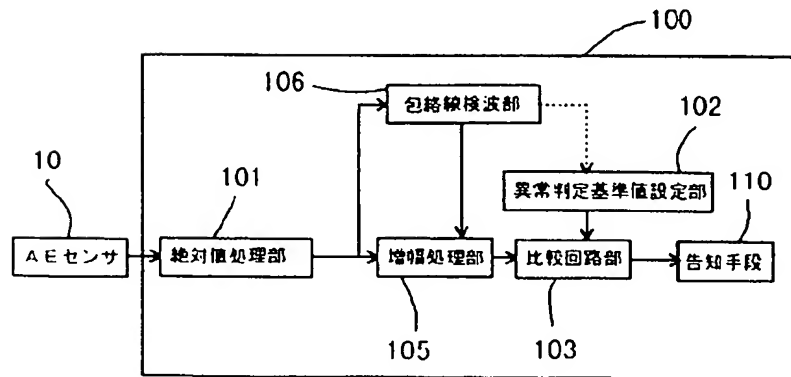 100
106
包絡線検波部
102
10
101
異常判定基準値設定部
110
AEセンサ
絶対値処理部
増幅処理部
比較回路部
告知手段
105
103